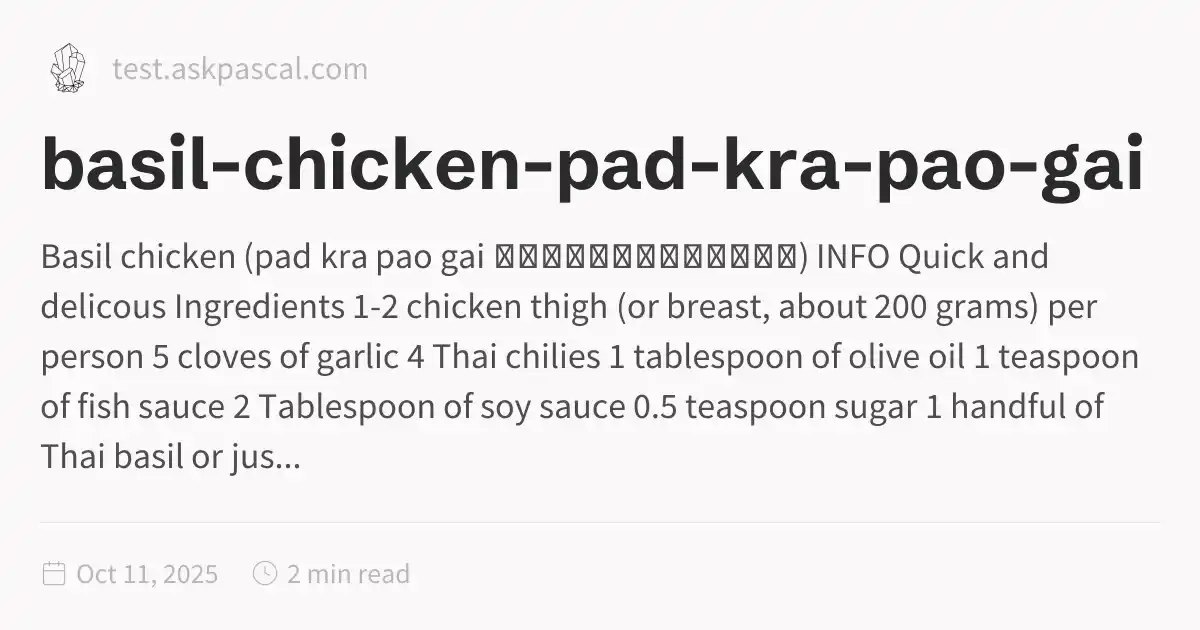 test.askpascal.com
basil-chicken-pad-kra-pao-gai
Basil chicken (pad kra pao gai ) INFO Quick and
delicous Ingredients 1-2 chicken thigh (or breast, about 200 grams) per
person 5 cloves of garlic 4 Thai chilies 1 tablespoon of olive oil 1 teaspoon
of fish sauce 2 Tablespoon of soy sauce 0.5 teaspoon sugar 1 handful of
Thai basil or jus...
Oct 11, 2025 2 min read